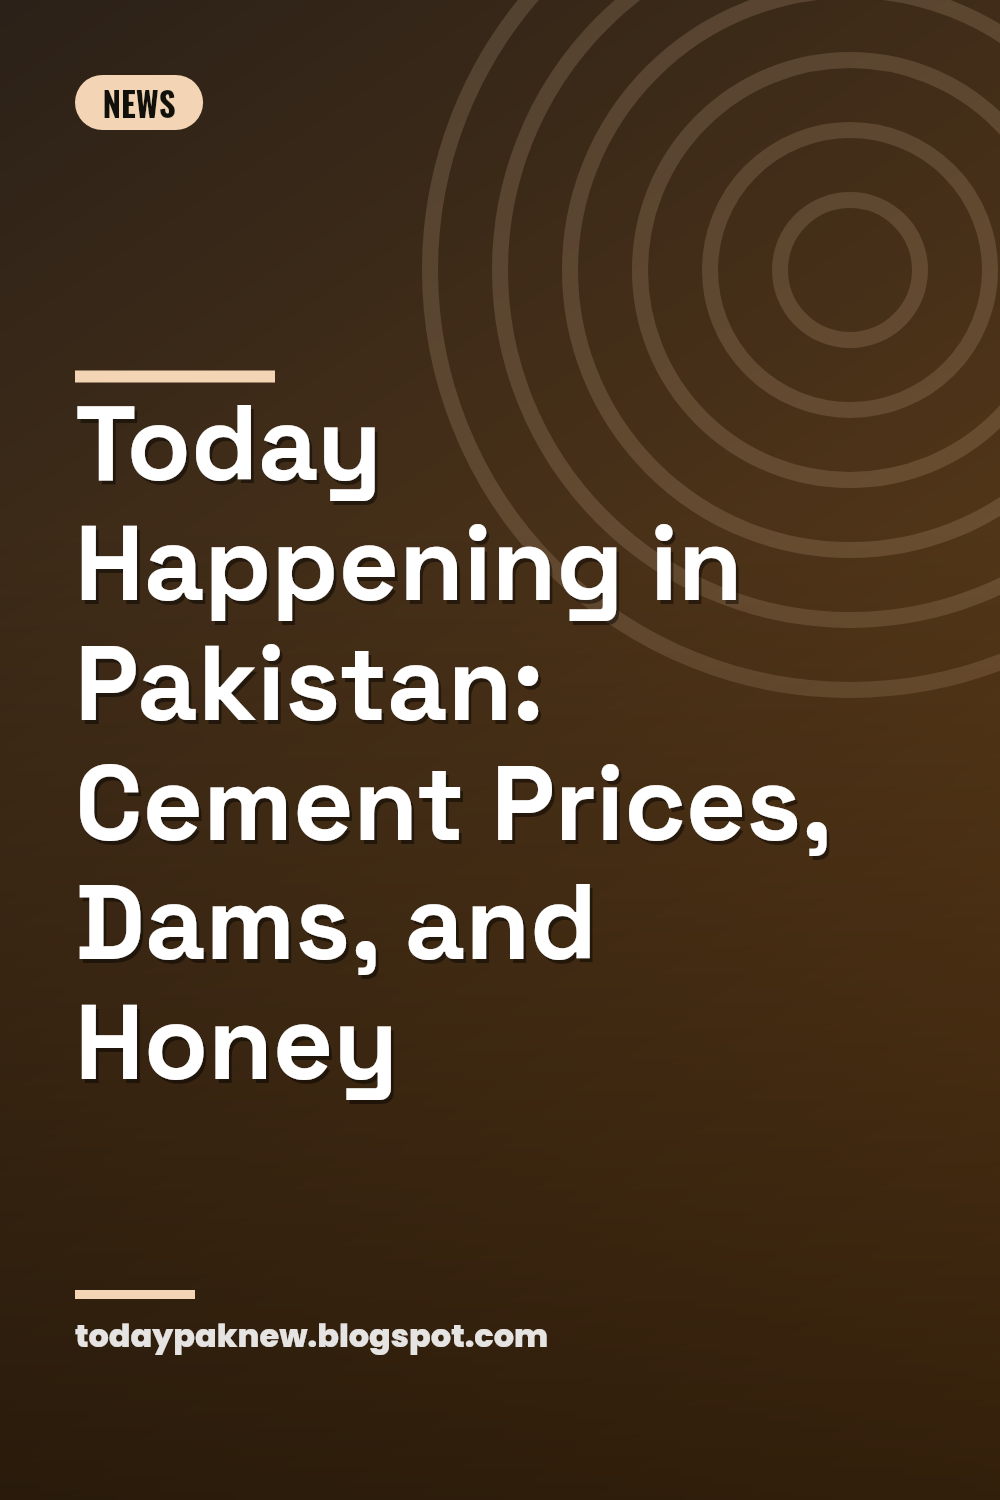 NEWS
Today
Happening in
Pakistan:
Cement Prices,
Dams, and
Honey
todaypaknew.blogspot.com